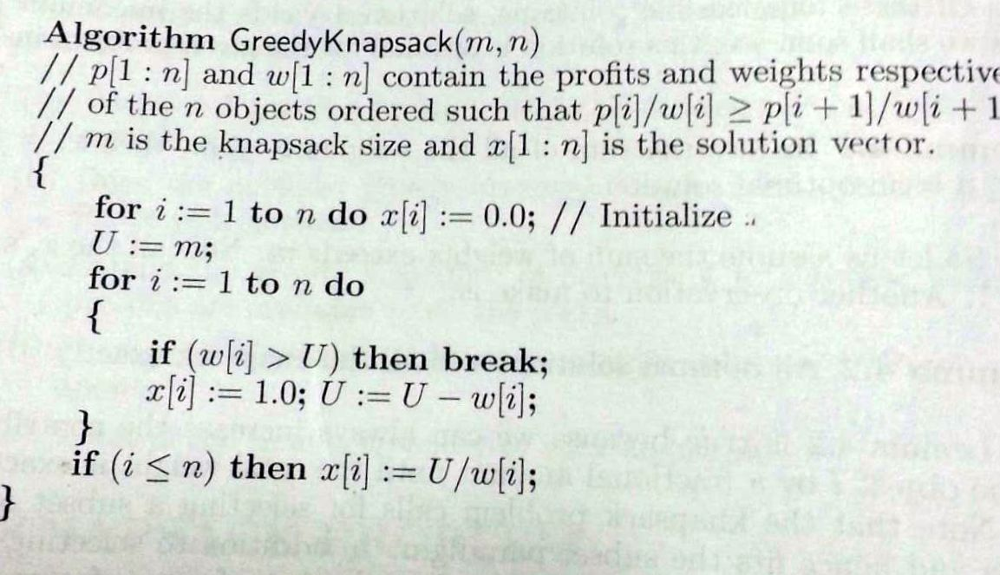 Algorithm GreedyKnapsack(m, n)
// p[1 : n] and w[1 : n] contain the profits and weights respective
// of the n objects ordered such that p[i]/w[i] ≥ p[i + 1]/w[i + 1
// m is the knapsack size and x[1 : n] is the solution vector.
{
for i := 1 to n do x[i] := 0.0; // Initialize
U := m;
for i := 1 to n do
{
if (w[i] > U) then break;
x[i] := 1.0; U := U − w[i];
}
if (i ≤ n) then x[i] := U/w[i];
}